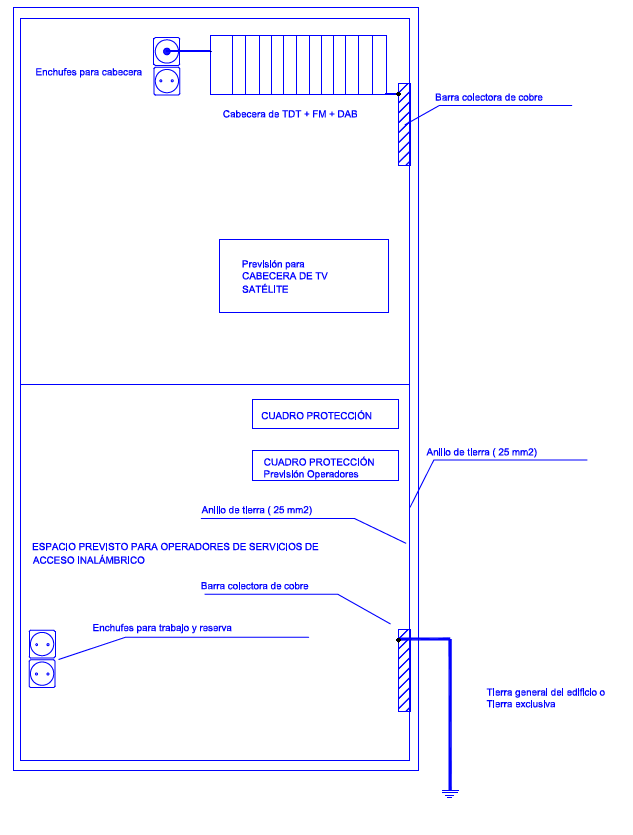 Enchufes para cabecera
Cabecera de TDT + FM + DAB
Barra colectora de cobre
Previsión para
CABECERA DE TV
SATÉLITE
CUADRO PROTECCIÓN
CUADRO PROTECCIÓN
Previsión Operadores
Anillo de tierra ( 25 mm2)
Anillo de tierra ( 25 mm2)
ESPACIO PREVISTO PARA OPERADORES DE SERVICIOS DE
ACCESO INALÁMBRICO
Barra colectora de cobre
Enchufes para trabajo y reserva
Tierra general del edificio o
Tierra exclusiva